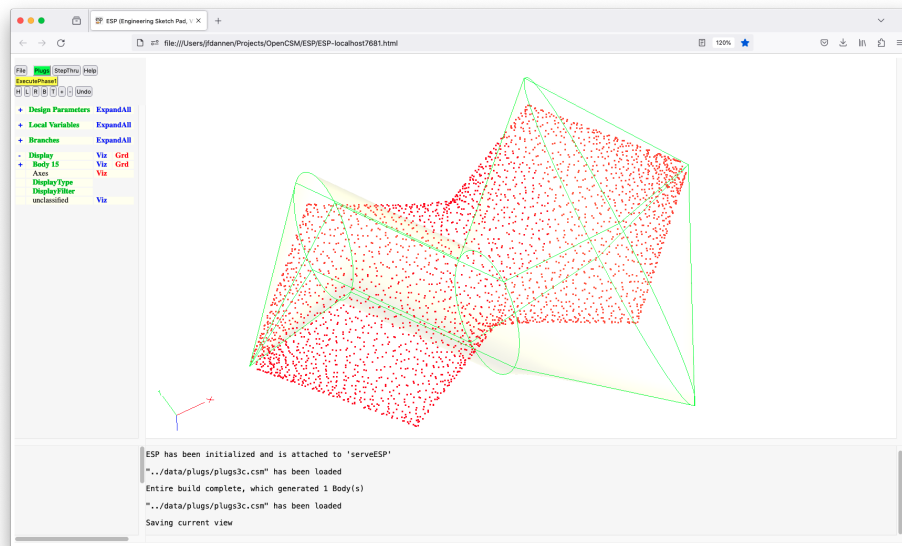 ESP (Engineering Sketch Pad, V
file:///Users/jfdannen/Projects/OpenCSM/ESP/ESP-localhost7681.html
120%
File Plugs StepThru Help
ExecutePhase1
H L R B T + - Undo
+ Design Parameters ExpandAll
+ Local Variables ExpandAll
+ Branches ExpandAll
- Display Viz Grd
+ Body 15 Viz Grd
Axes Viz
DisplayType
DisplayFilter
unclassified Viz
ESP has been initialized and is attached to 'serveESP'
"../data/plugs/plugs3c.csm" has been loaded
Entire build complete, which generated 1 Body(s)
"../data/plugs/plugs3c.csm" has been loaded
Saving current view